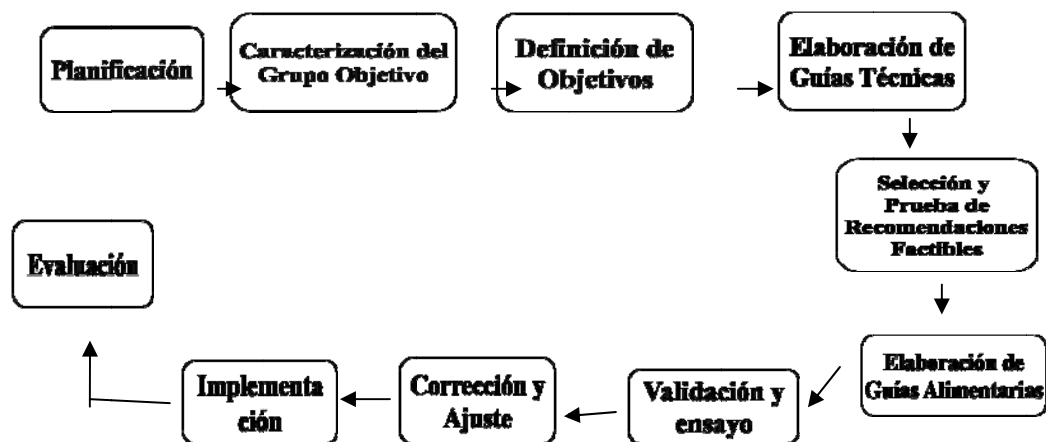 Planificación
Caracterización del
Grupo Objetivo
Definición de
Objetivos
Elaboración de
Guías Técnicas
Selección y
Prueba de
Recomendaciones
Factibles
Elaboración de
Guías Alimentarias
Validación y
ensayo
Corrección y
Ajuste
Implementa
ción
Evaluación